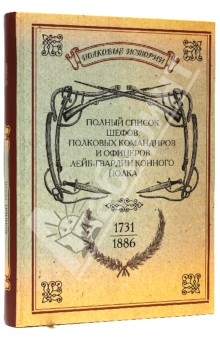 ПОЛКОВЫЕ ИСТОРИИ
ПОЛНЫЙ СПИСОК
ШЕФОВ,
ПОЛКОВЫХ КОМАНДИРОВ
И ОФИЦЕРОВ
ЛЕЙБ-ГВАРДИИ КОННОГО
ПОЛКА
1731
1886